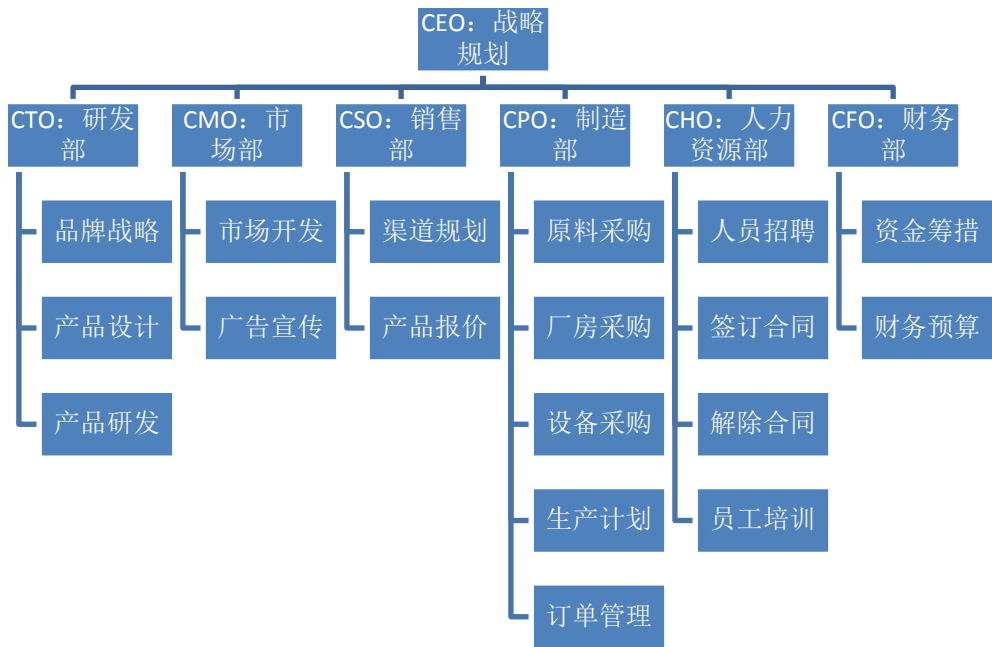 CEO：战略
规划
CTO：研发
部
CMO：市
场部
CSO：销售
部
CPO：制造
部
CHO：人力
资源部
CFO：财务
部
品牌战略
市场开发
渠道规划
原料采购
人员招聘
资金筹措
产品设计
广告宣传
产品报价
厂房采购
签订合同
财务预算
产品研发
设备采购
解除合同
生产计划
员工培训
订单管理